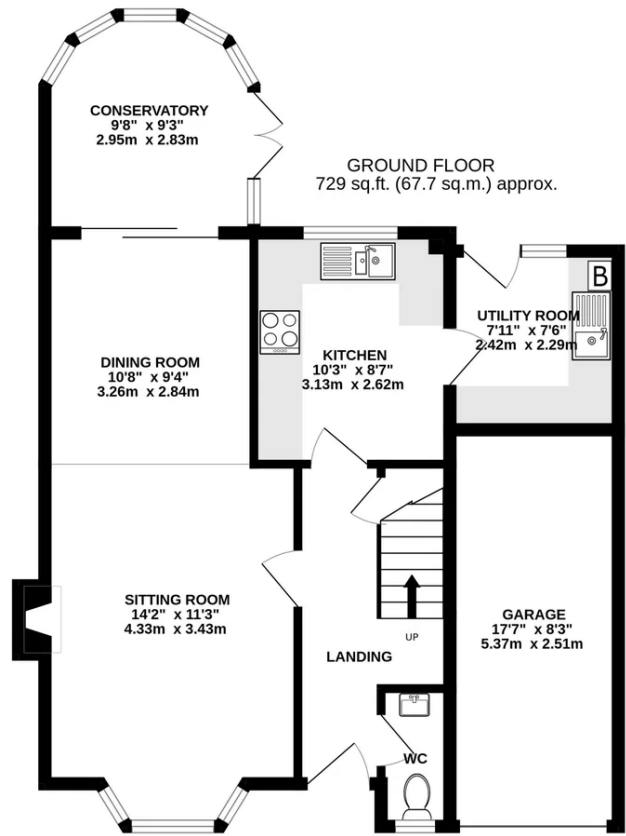 CONSERVATORY
9'8" x 9'3"
2.95m x 2.83m
GROUND FLOOR
729 sq.ft. (67.7 sq.m.) approx.
B
UTILITY ROOM
7'11" x 7'6"
2.42m x 2.29m
KITCHEN
10'3" x 8'7"
3.13m x 2.62m
DINING ROOM
10'8" x 9'4"
3.26m x 2.84m
SITTING ROOM
14'2" x 11'3"
4.33m x 3.43m
GARAGE
17'7" x 8'3"
5.37m x 2.51m
UP
LANDING
WC